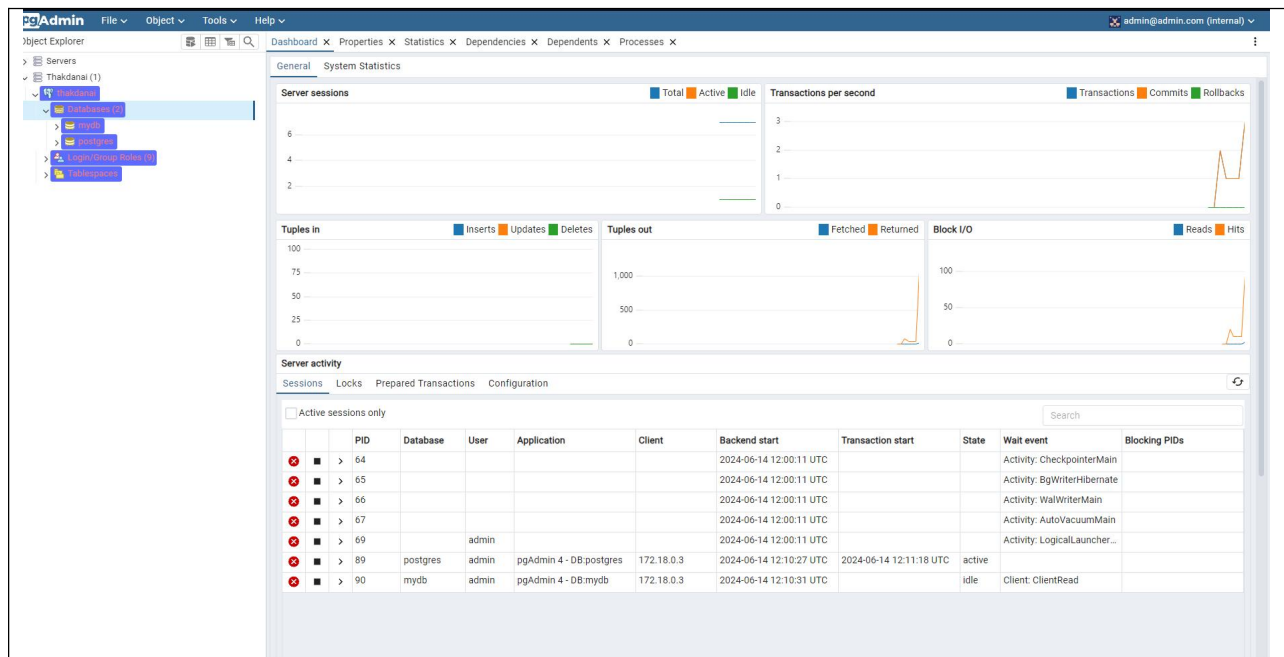 pgAdmin File Object Tools Help admin@admin.com (internal)
Object Explorer
Dashboard Properties Statistics Dependencies Dependents Processes
Servers
Thakdanai (1)
thakdanai
Databases (2)
mydb
postgres
Login/Group Roles (9)
Tablespaces
General System Statistics
Server sessions Total Active Idle
6
4
2
Transactions per second Transactions Commits Rollbacks
3
2
1
0
Tuples in Inserts Updates Deletes
100
75
50
25
0
Tuples out Fetched Returned
1,000
500
0
Block I/O Reads Hits
100
50
0
Server activity
Sessions Locks Prepared Transactions Configuration
Active sessions only Search
PID Database User Application Client Backend start Transaction start State Wait event Blocking PIDs
64 2024-06-14 12:00:11 UTC Activity: CheckpointerMain
65 2024-06-14 12:00:11 UTC Activity: BgWriterHibernate
66 2024-06-14 12:00:11 UTC Activity: WalWriterMain
67 2024-06-14 12:00:11 UTC Activity: AutoVacuumMain
69 admin 2024-06-14 12:00:11 UTC Activity: LogicalLauncher...
89 postgres admin pgAdmin 4 - DB:postgres 172.18.0.3 2024-06-14 12:10:27 UTC 2024-06-14 12:11:18 UTC active
90 mydb admin pgAdmin 4 - DB:mydb 172.18.0.3 2024-06-14 12:10:31 UTC idle Client: ClientRead